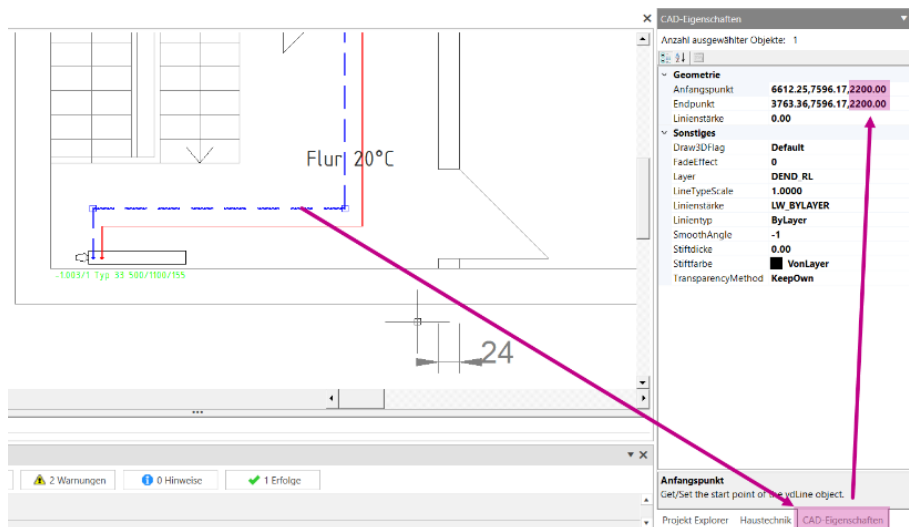 CAD-Eigenschaften
Anzahl ausgewählter Objekte: 1
Geometrie
Anfangspunkt 6612.25,7596.17,2200.00
Endpunkt 3763.36,7596.17,2200.00
Linienstärke 0.00
Sonstiges
Draw3DFlag Default
FadeEffect 0
Layer DEND_RL
LineTypeScale 1.0000
Linienstärke LW_BYLAYER
Linientyp ByLayer
SmoothAngle -1
Stiftdicke 0.00
Stiftfarbe VonLayer
TransparencyMethod KeepOwn
Flur 20°C
-1.003/1 Typ 33 500/1100/155
24
2 Warnungen
0 Hinweise
1 Erfolge
Anfangspunkt
Get/Set the start point of the vdLine object.
Projekt Explorer Haustechnik CAD-Eigenschaften